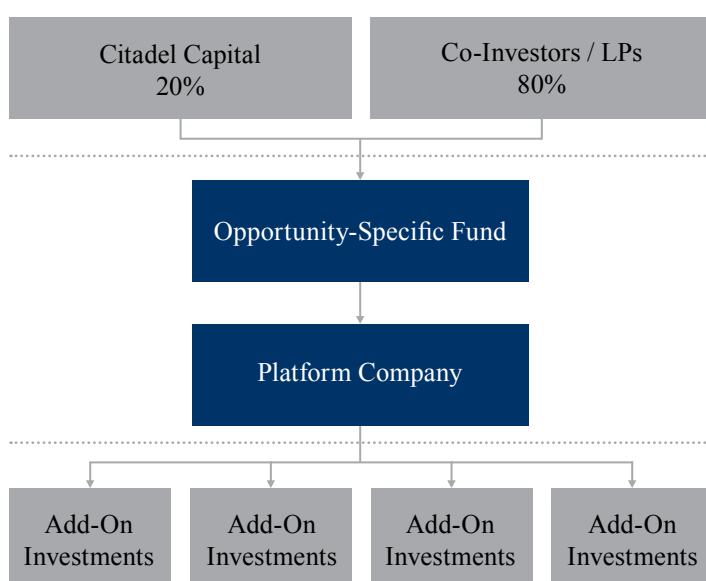 Citadel Capital
20%
Co-Investors / LPs
80%
Opportunity-Specific Fund
Platform Company
Add-On
Investments
Add-On
Investments
Add-On
Investments
Add-On
Investments